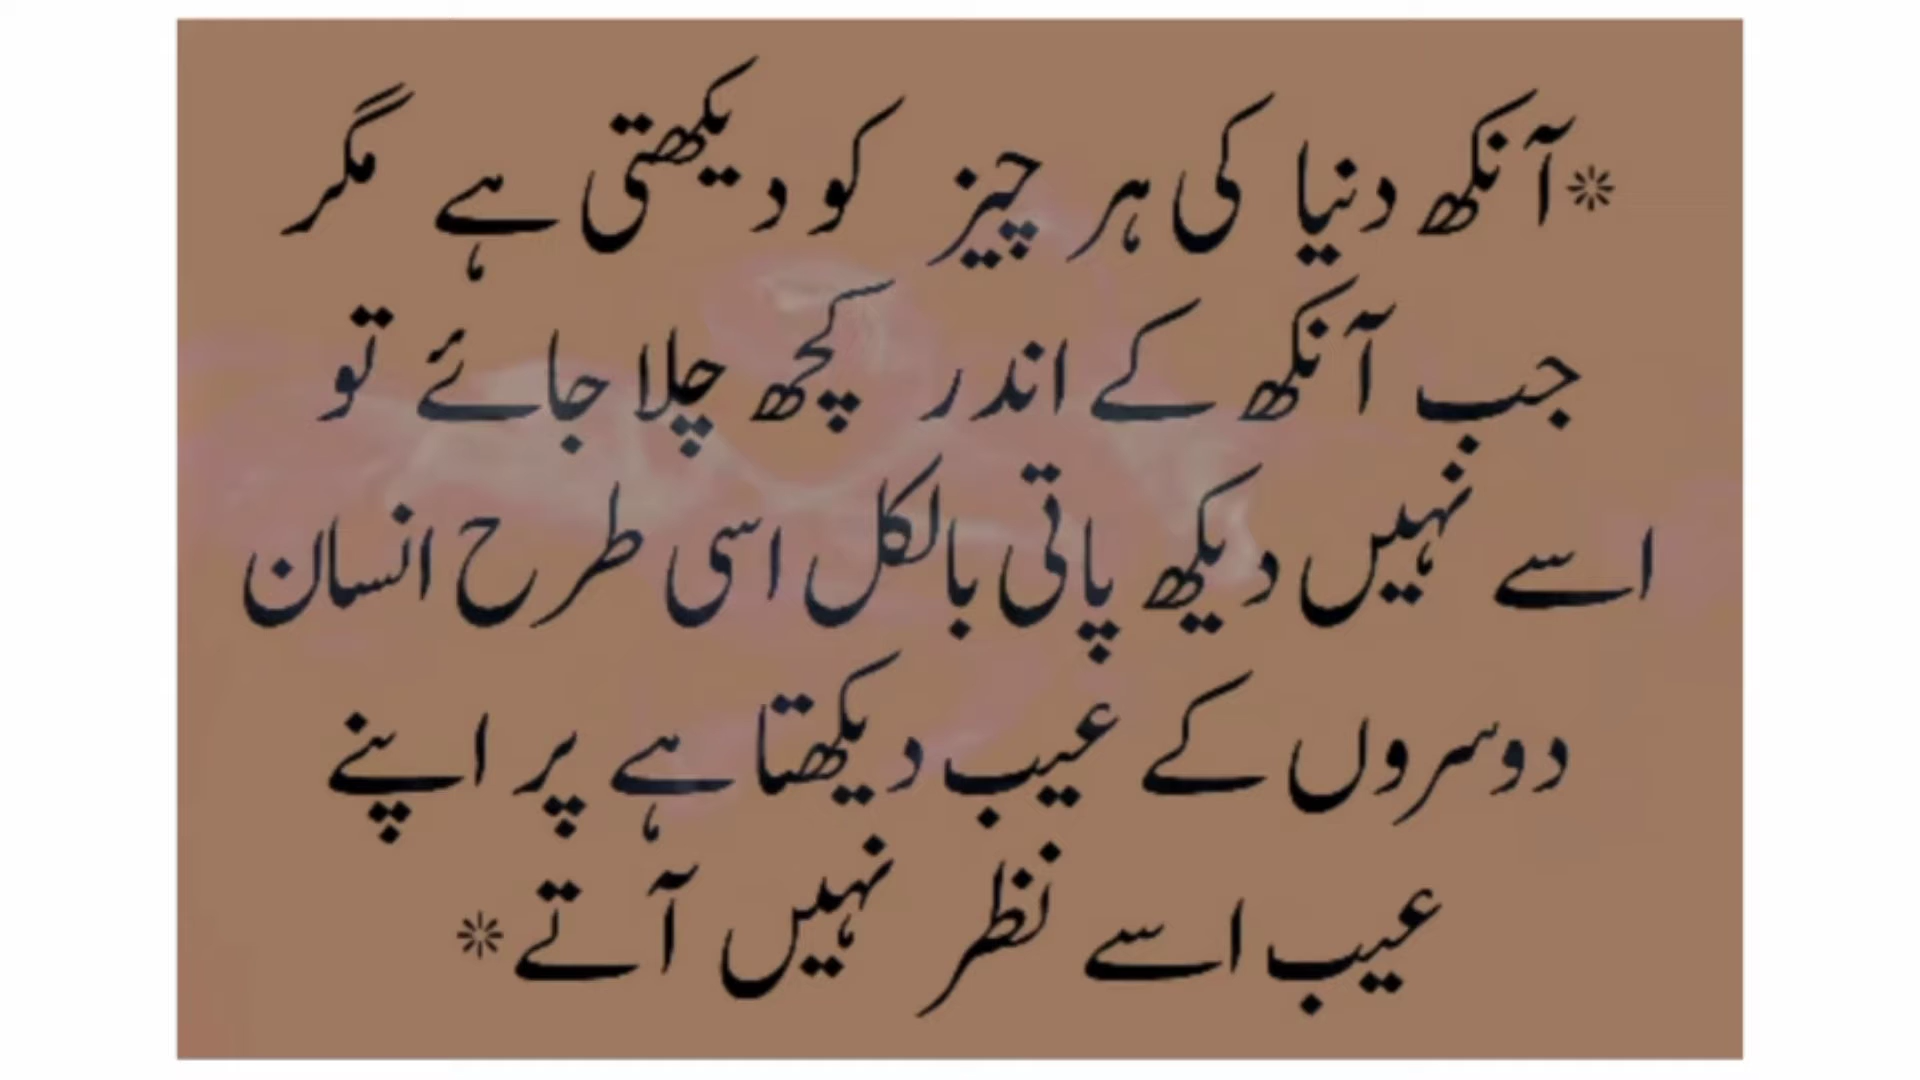 *آنکھ دنیا کی ہر چیز کو دیکھتی ہے مگر
جب آنکھ کے اندر کچھ چلا جائے تو
اسے نہیں دیکھ پاتی بالکل اسی طرح انسان
دوسروں کے عیب دیکھتا ہے پر اپنے
عیب اسے نظر نہیں آتے*